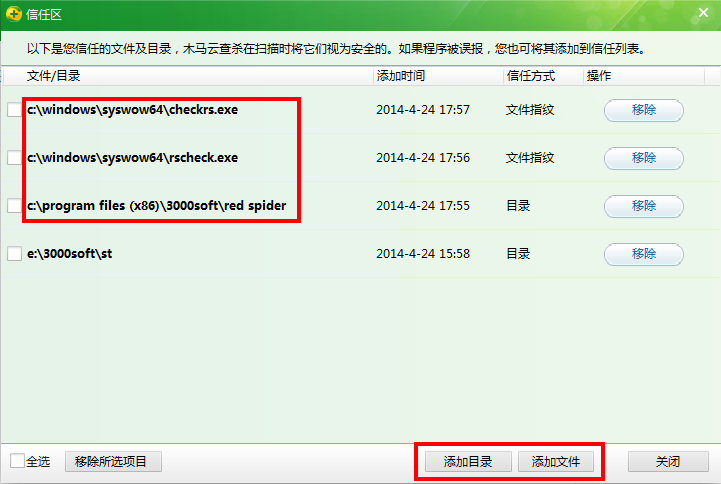 信任区
以下是您信任的文件及目录，木马云查杀在扫描时将它们视为安全的。如果程序被误报，您也可将其添加到信任列表。
文件/目录 添加时间 信任方式 操作
c:\windows\syswow64\checkrs.exe 2014-4-24 17:57 文件指纹 移除
c:\windows\syswow64\rscheck.exe 2014-4-24 17:56 文件指纹 移除
c:\program files (x86)\3000soft\red spider 2014-4-24 17:55 目录 移除
e:\3000soft\st 2014-4-24 15:58 目录 移除
全选 移除所选项目 添加目录 添加文件 关闭